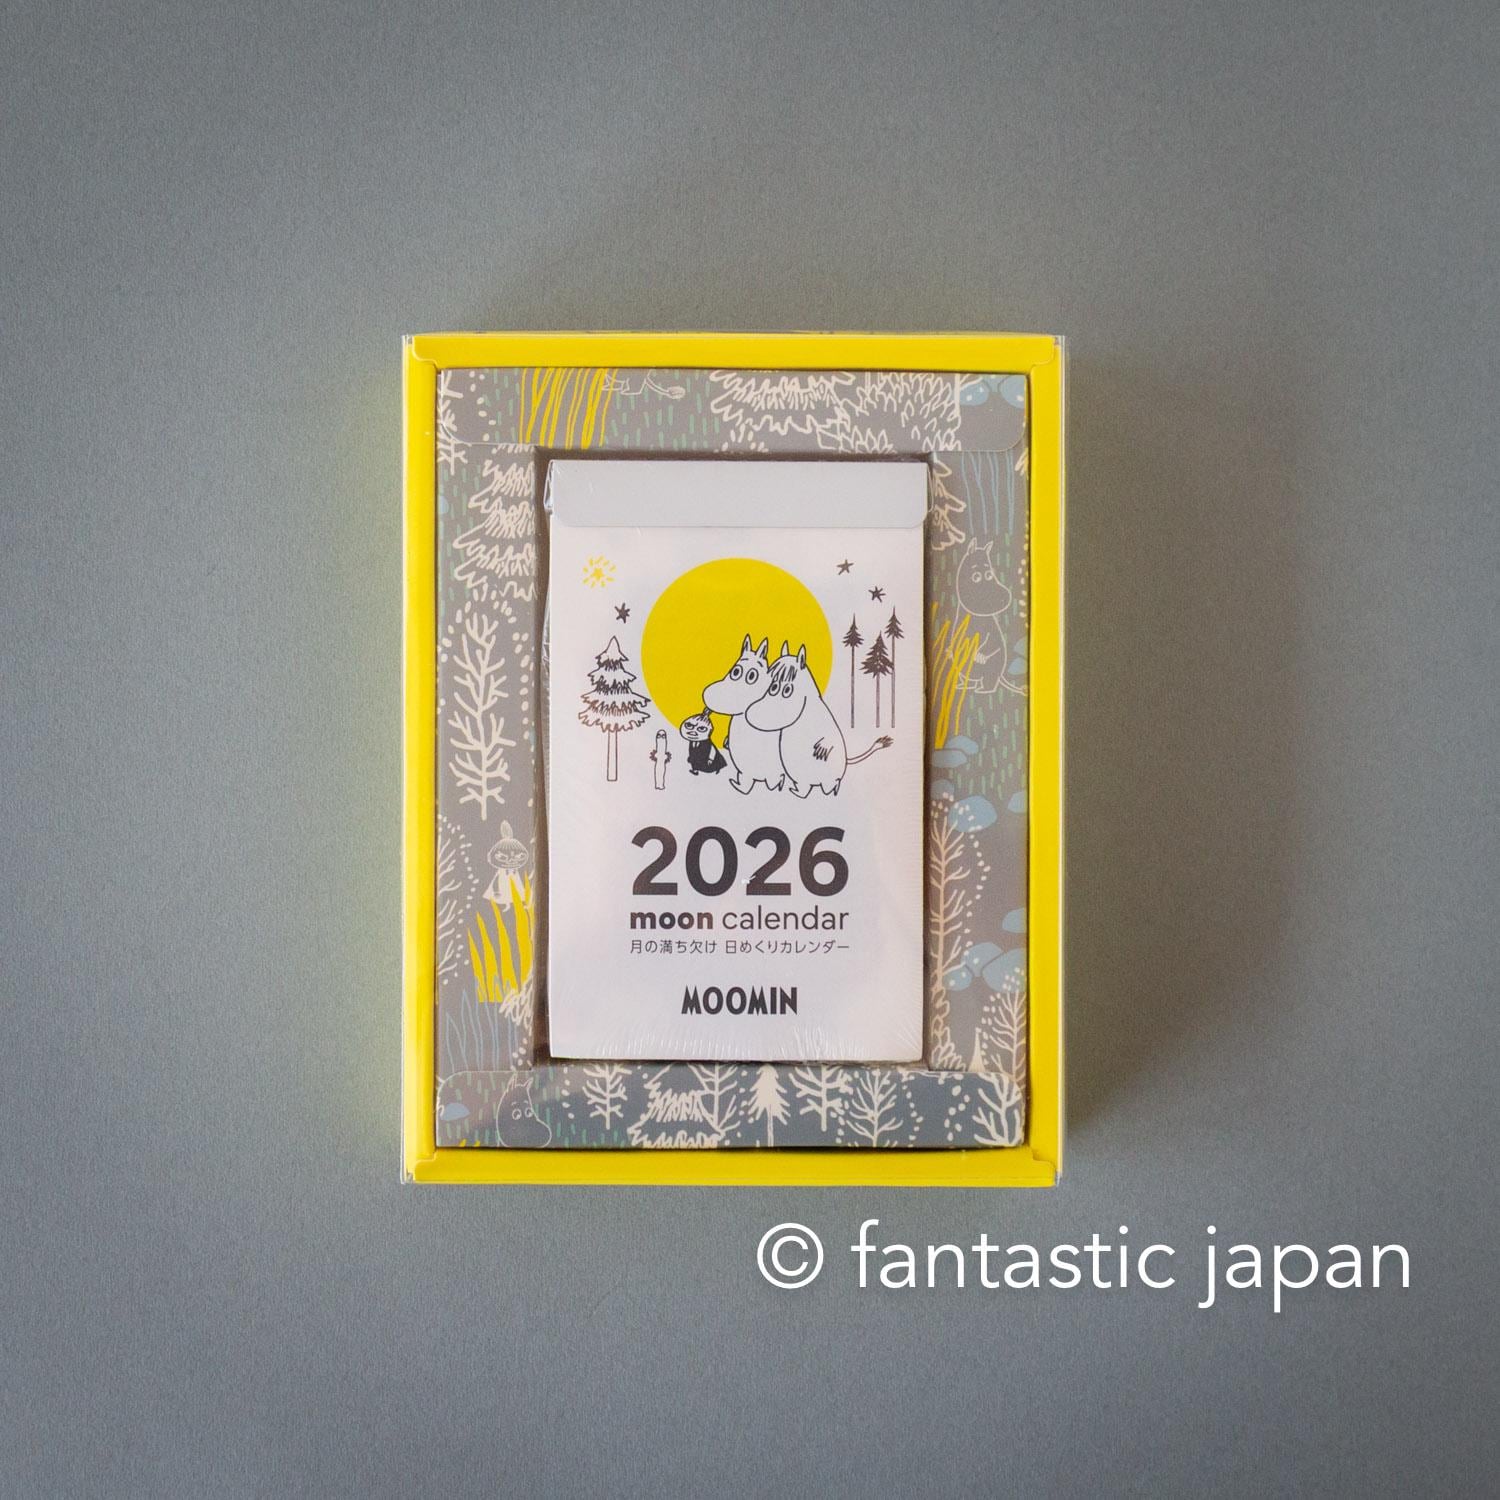 2026
moon calendar
月の満ち欠け 日めくりカレンダー
MOOMIN
© fantastic japan